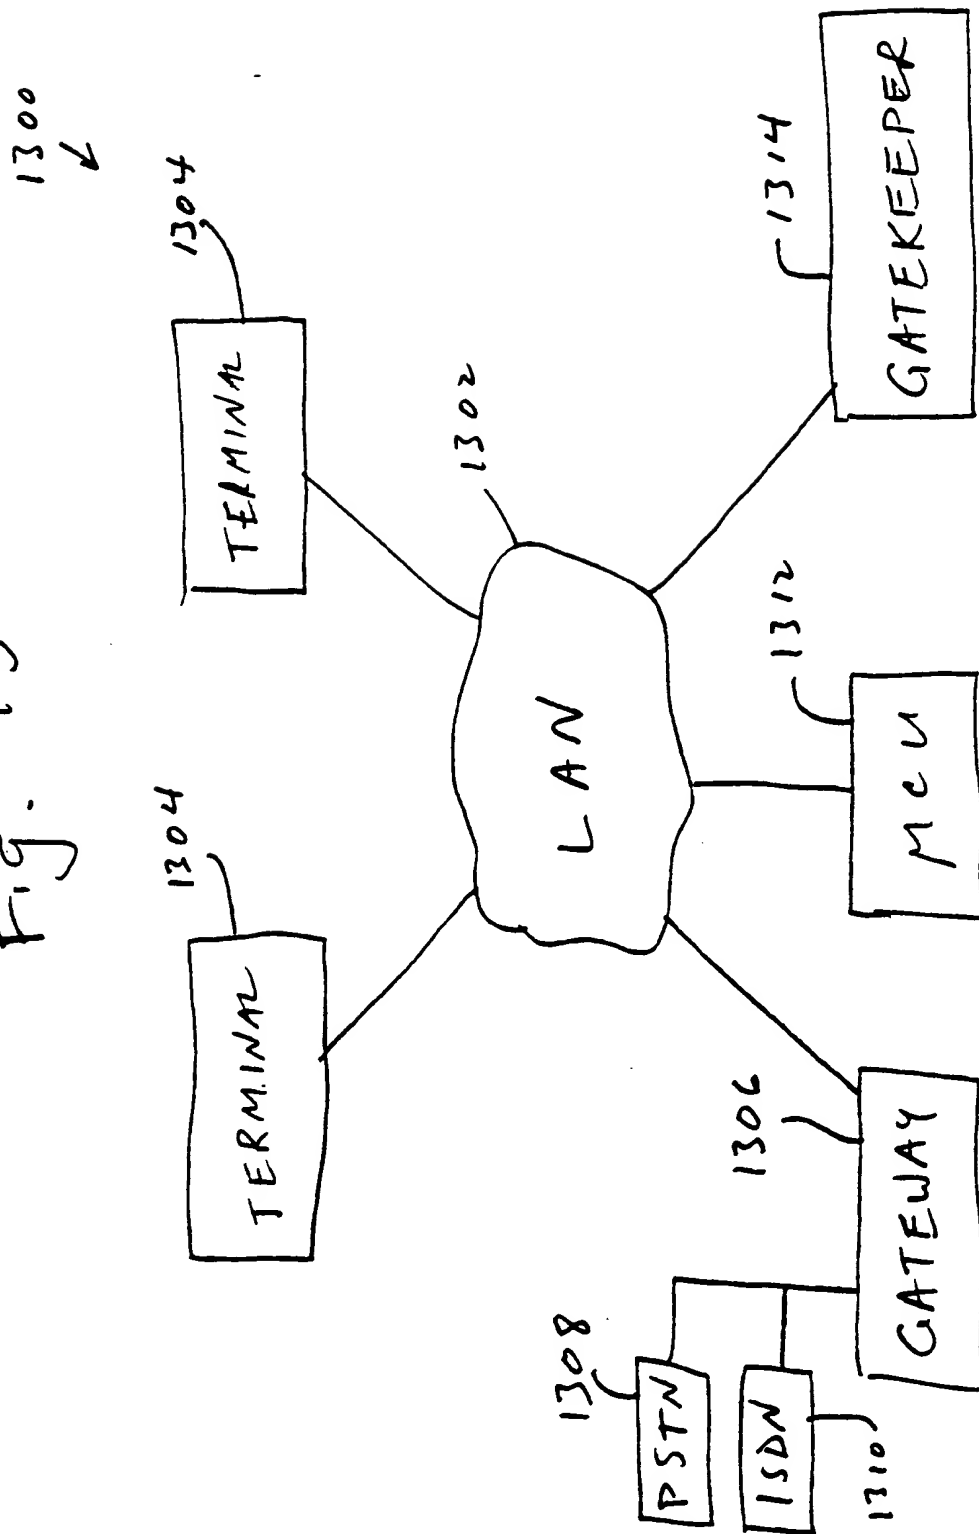 Fig. 13
1300
1304
1304
TERMINAL
TERMINAL
1302
LAN
1308
PSTN
1306
1312
1314
ISDN
1310
GATEWAY
MCU
GATEKEEPER